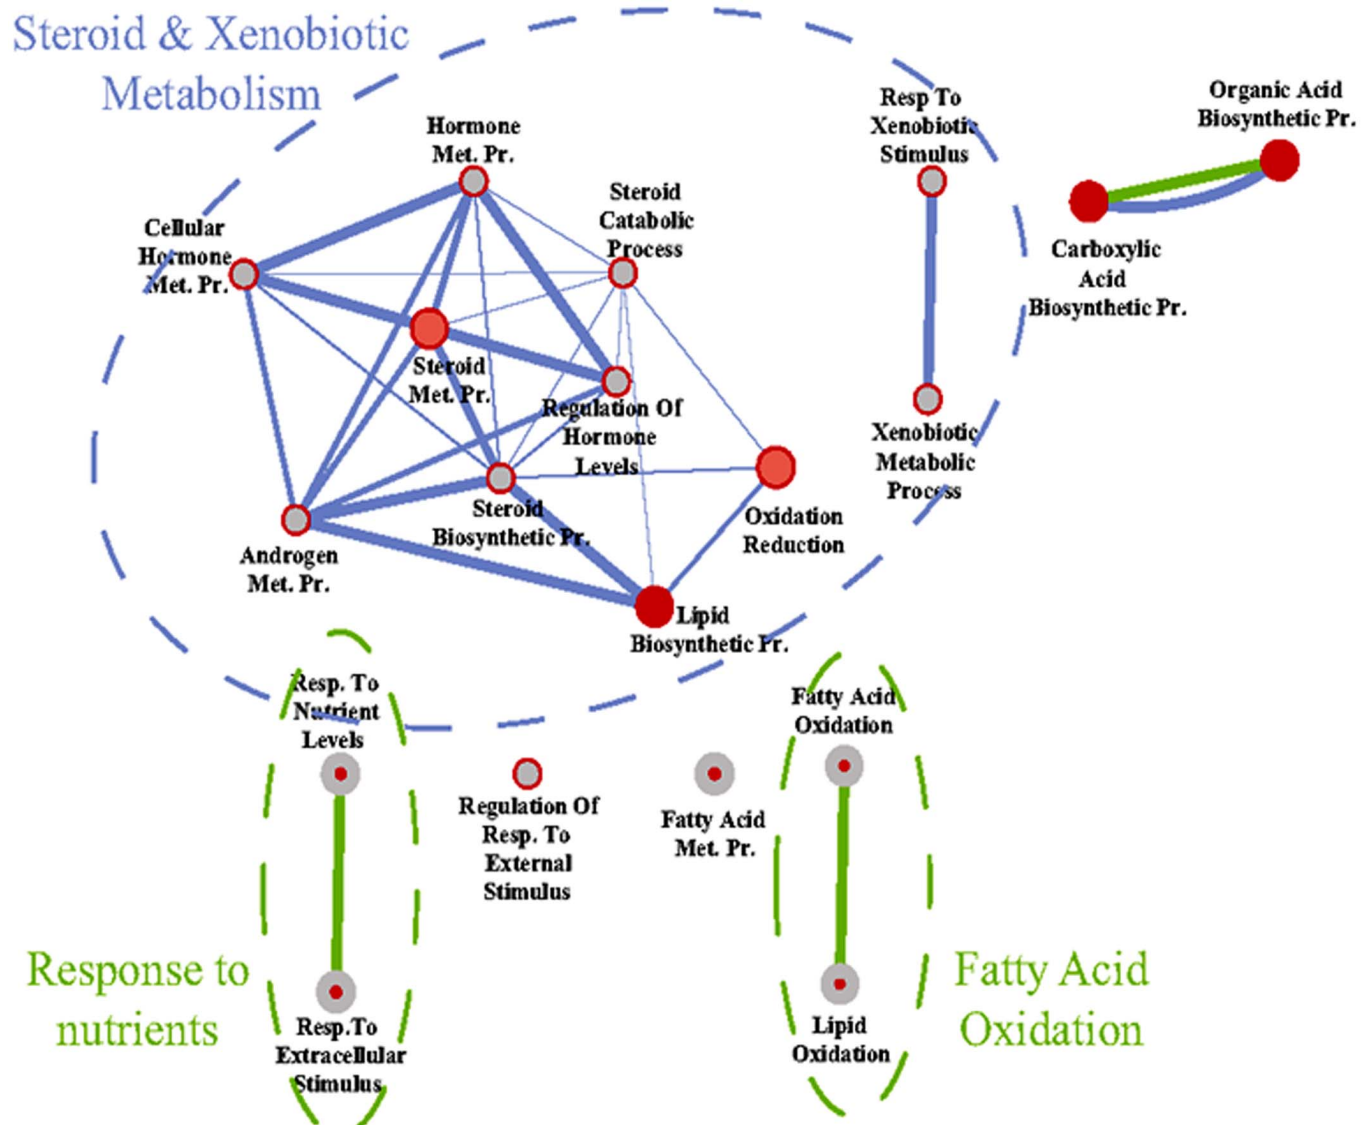 Steroid & Xenobiotic
Metabolism
Hormone
Met. Pr.
Steroid
Catabolic
Process
Cellular
Hormone
Met. Pr.
Steroid
Met. Pr.
Regulation Of
Hormone
Levels
Steroid
Biosynthetic Pr.
Androgen
Met. Pr.
Oxidation
Reduction
Lipid
Biosynthetic Pr.
Resp To
Xenobiotic
Stimulus
Xenobiotic
Metabolic
Process
Organic Acid
Biosynthetic Pr.
Carboxylic
Acid
Biosynthetic Pr.
Resp. To
Nutrient
Levels
Regulation Of
Resp. To
External
Stimulus
Fatty Acid
Met. Pr.
Fatty Acid
Oxidation
Response to
nutrients
Resp.To
Extracellular
Stimulus
Lipid
Oxidation
Fatty Acid
Oxidation